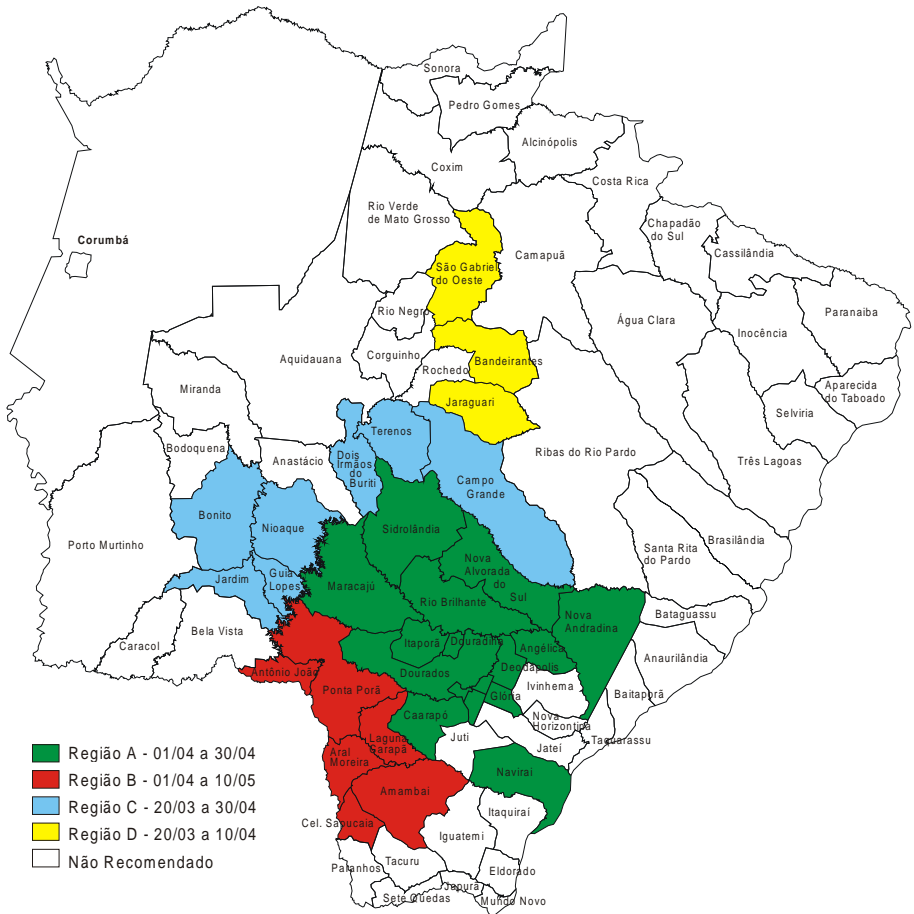 Sonora
Pedro Gomes
Alcinópolis
Coxim
Costa Rica
Rio Verde
de Mato Grosso
Chapadão
do Sul
Corumbá
Camapuã
Cassilândia
São Gabriel
do Oeste
Rio Negro
Água Clara
Paranaiba
Inocência
Aquidauana
Corguinho
Bandeirantes
Rochedo
Miranda
Aparecida
do Taboado
Jaraguari
Selviria
Terenos
Bodoquena
Anastácio
Dois
Irmãos do
Buriti
Ribas do Rio Pardo
Três Lagoas
Campo
Grande
Bonito
Nioaque
Sidrolândia
Porto Murtinho
Brasilândia
Santa Rita
do Pardo
Nova
Alvorada do
Sul
Jardim
Guia
Lopes
Maracajú
Rio Brilhante
Nova
Andradina
Bataguassu
Bela Vista
Caracol
Itaporã
Douradina
Angélica
Anaurilândia
Antônio João
Dourados
Deodápolis
Ivinhema
Ponta Porã
Glória
Baitaporã
Caarapó
Nova
Horizontina
Laguna
Carapã
Juti
Taquarassu
Jateí
Aral
Moreira
Naviraí
Amambai
Itaquiraí
Cel. Sapucaia
Iguatemi
Tacuru
Paranhos
Eldorado
Japurã
Sete Quedas
Mundo Novo
Região A - 01/04 a 30/04
Região B - 01/04 a 10/05
Região C - 20/03 a 30/04
Região D - 20/03 a 10/04
Não Recomendado